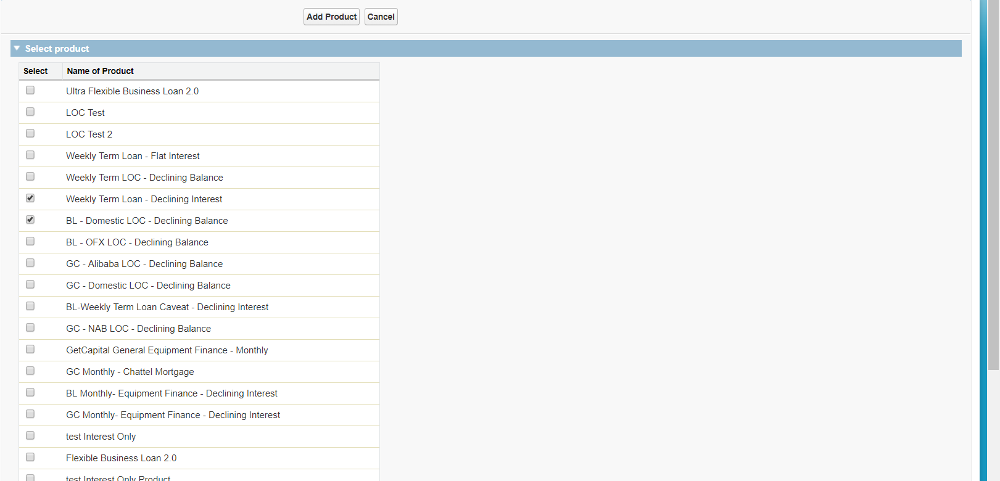 Add Product Cancel
Select product
Select Name of Product
Ultra Flexible Business Loan 2.0
LOC Test
LOC Test 2
Weekly Term Loan - Flat Interest
Weekly Term LOC - Declining Balance
Weekly Term Loan - Declining Interest
BL - Domestic LOC - Declining Balance
BL - OFX LOC - Declining Balance
GC - Alibaba LOC - Declining Balance
GC - Domestic LOC - Declining Balance
BL-Weekly Term Loan Caveat - Declining Interest
GC - NAB LOC - Declining Balance
GetCapital General Equipment Finance - Monthly
GC Monthly - Chattel Mortgage
BL Monthly- Equipment Finance - Declining Interest
GC Monthly- Equipment Finance - Declining Interest
test Interest Only
Flexible Business Loan 2.0
test Interest Only Product